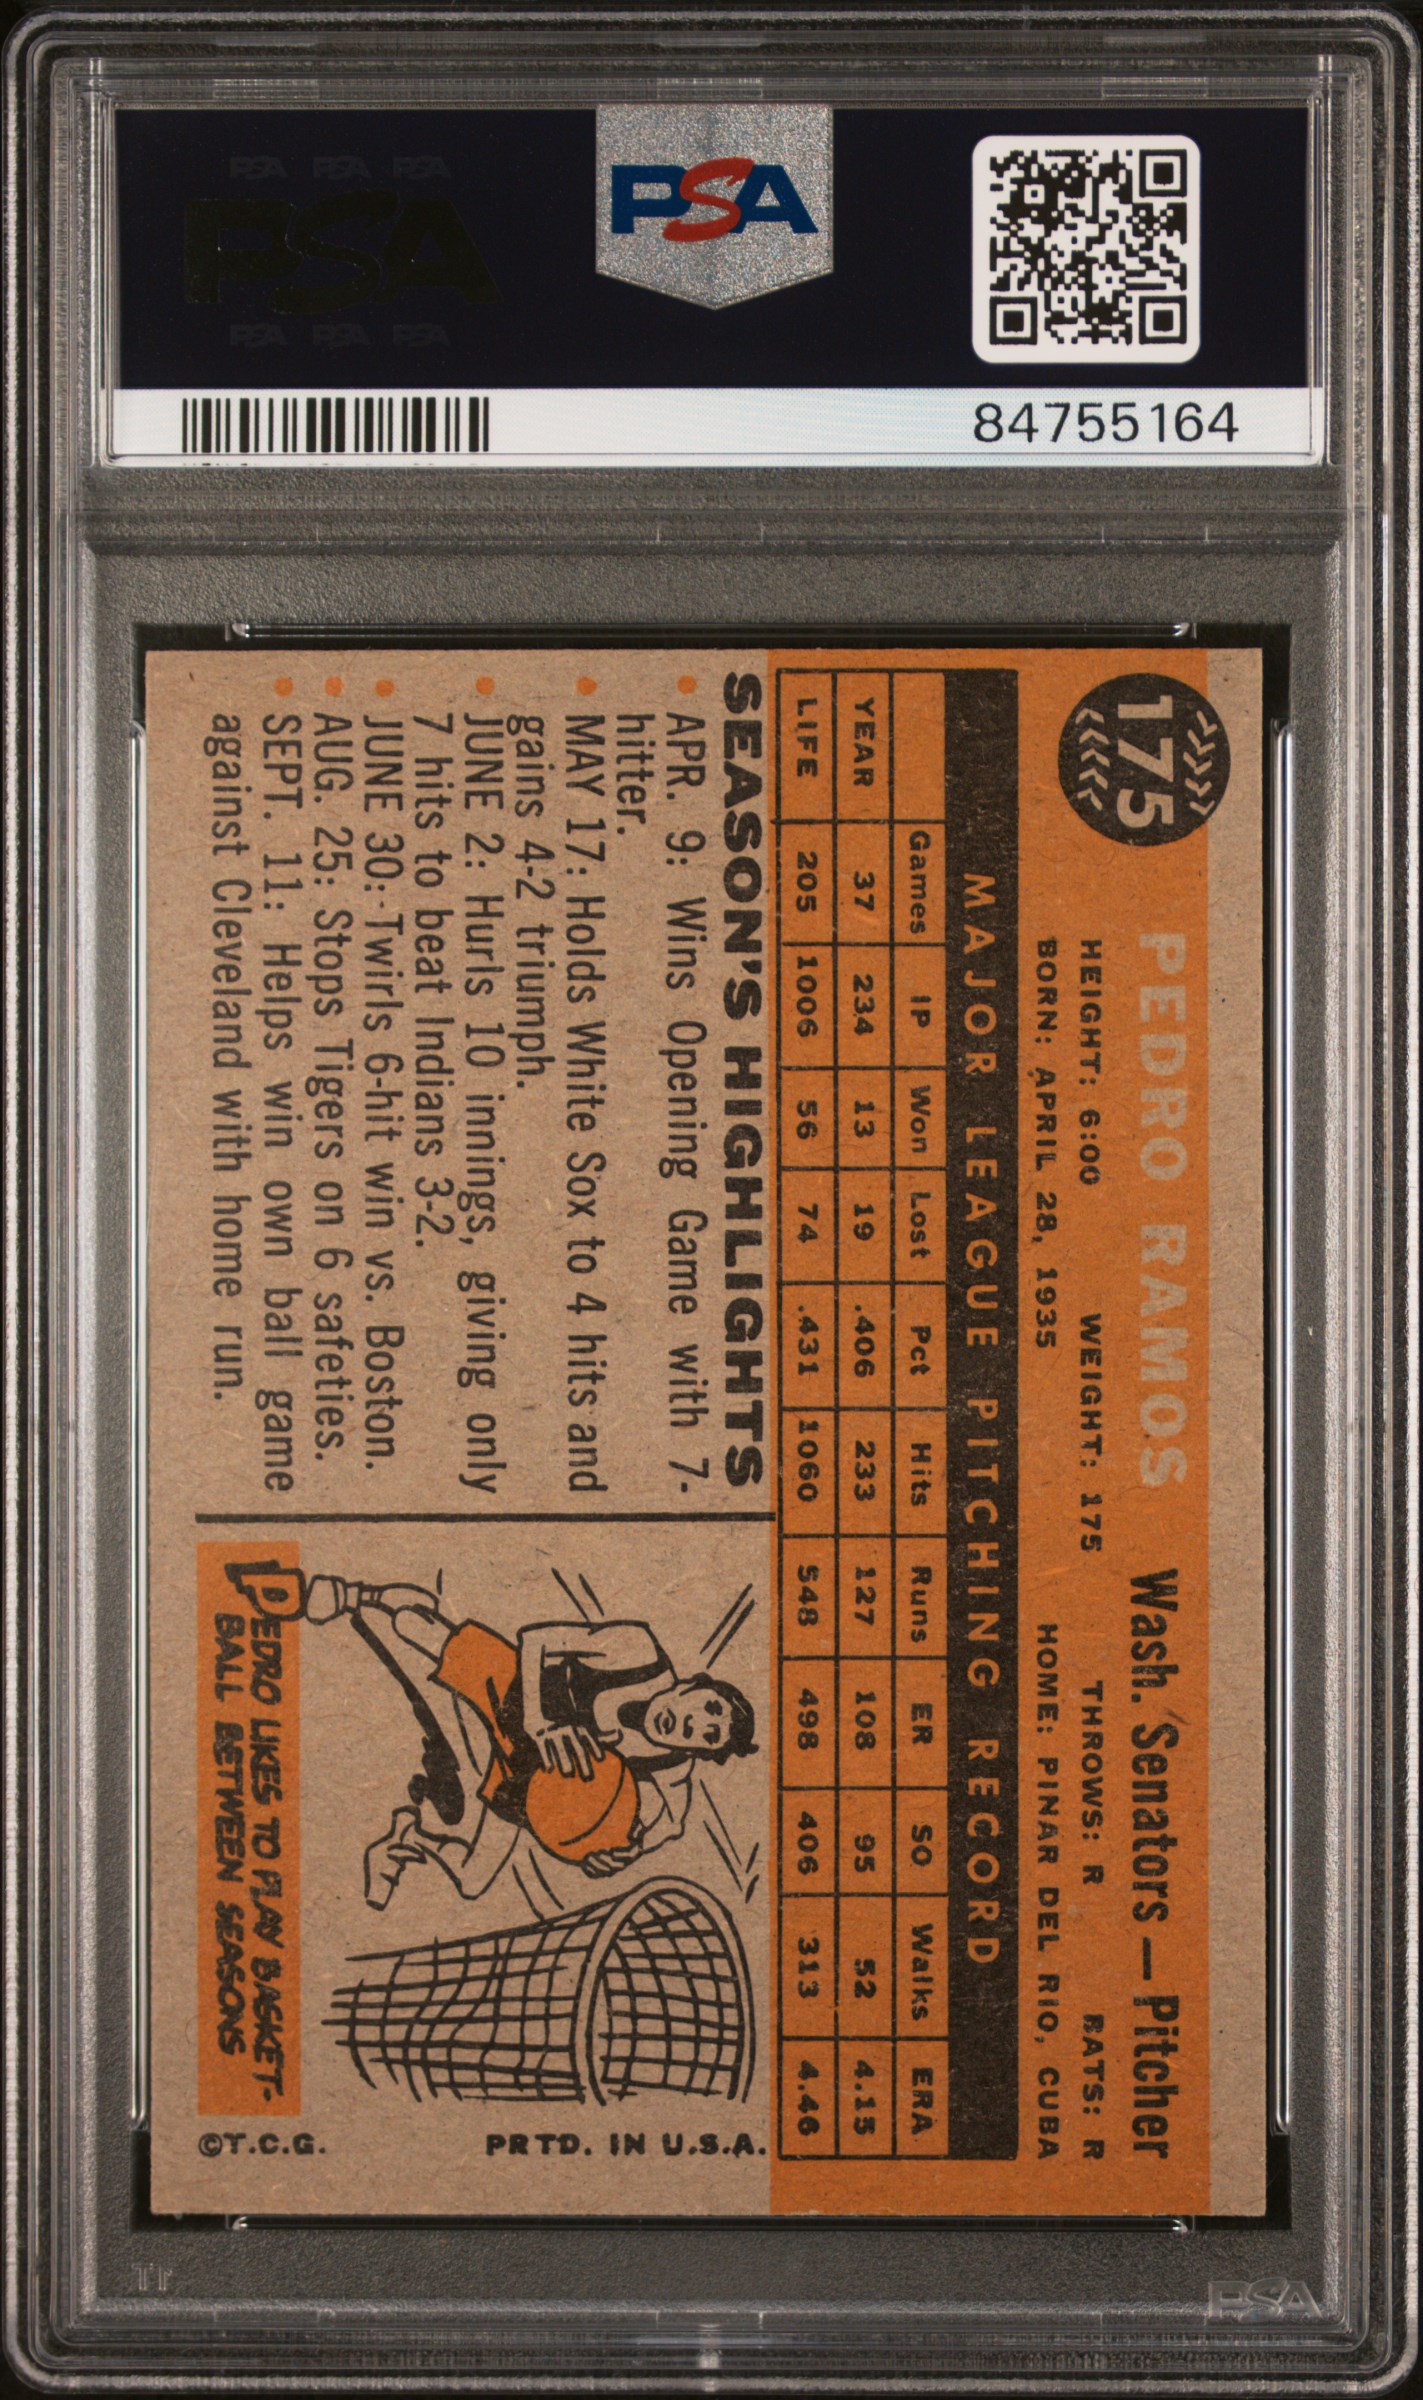 PSA PSA PSA
PSA
PSA PSA PSA
PSA
84755164
175
PEDRO RAMOS Wash. Senators — Pitcher
HEIGHT: 6:00 WEIGHT: 175 THROWS: R BATS: R
BORN: APRIL 28, 1935 HOME: PINAR DEL RIO, CUBA
MAJOR LEAGUE PITCHING RECORD
Games IP Won Lost Pct Hits Runs ER SO Walks ERA
YEAR 37 234 13 19 .406 233 127 108 95 52 4.15
LIFE 205 1006 56 74 .431 1060 548 498 406 313 4.46
SEASON'S HIGHLIGHTS
• APR. 9: Wins Opening Game with 7-
hitter.
• MAY 17: Holds White Sox to 4 hits and
gains 4-2 triumph.
• JUNE 2: Hurls 10 innings, giving only
7 hits to beat Indians 3-2.
• JUNE 30: Twirls 6-hit win vs. Boston.
• AUG. 25: Stops Tigers on 6 safeties.
• SEPT. 11: Helps win own ball game
against Cleveland with home run.
PEDRO LIKES TO PLAY BASKET-
BALL BETWEEN SEASONS
©T.C.G. PRTD. IN U.S.A.
PSA